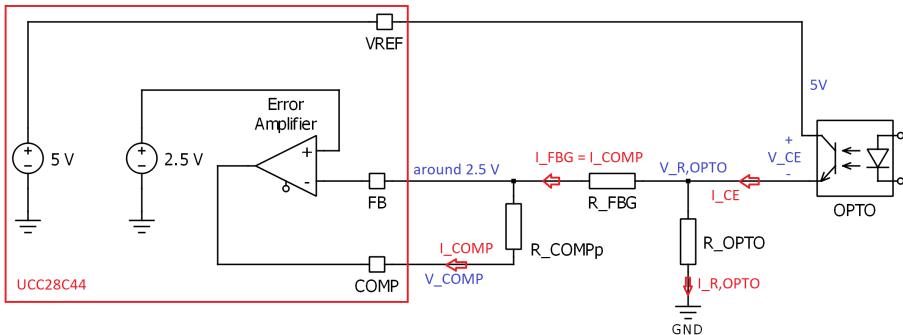 VREF
5V
Error
Amplifier
+
-
5 V
2.5 V
around 2.5 V
FB
I_FBG = I_COMP
R_FBG
V_R,OPTO
I_CE
+
V_CE
-
OPTO
R_COMPp
R_OPTO
I_COMP
V_COMP
COMP
I_R,OPTO
UCC28C44
GND